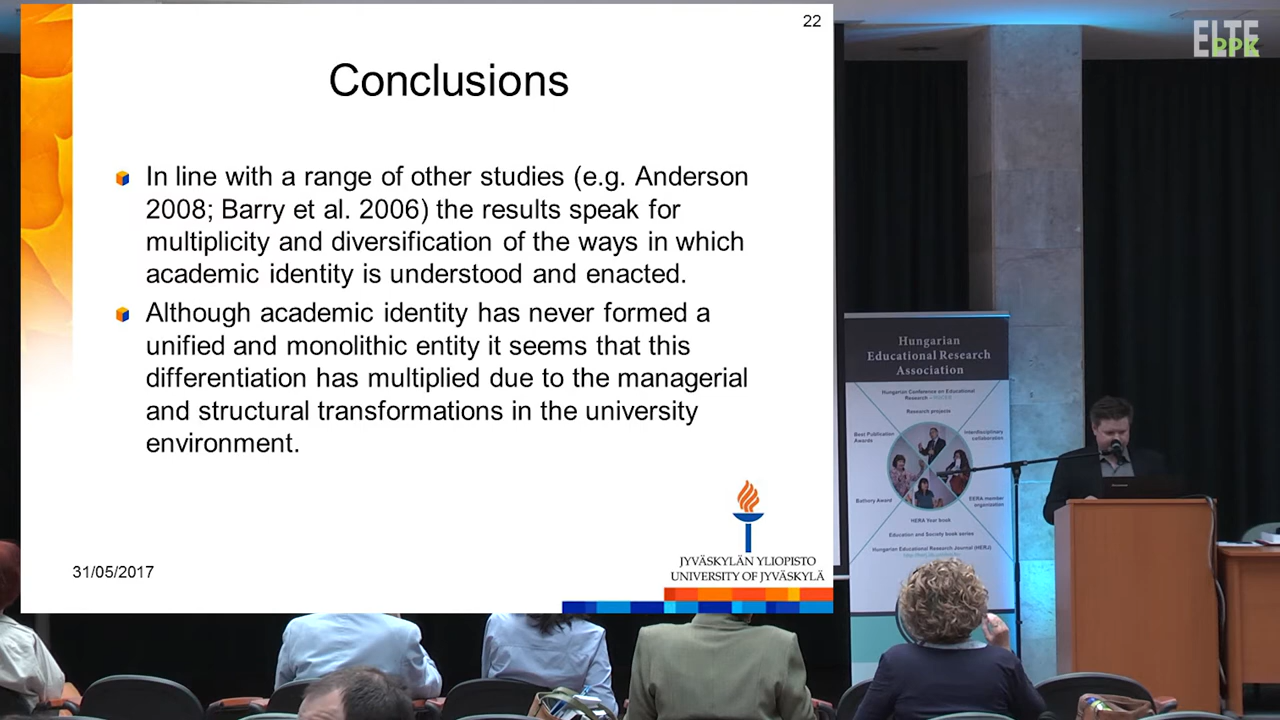 22
Conclusions
In line with a range of other studies (e.g. Anderson
2008; Barry et al. 2006) the results speak for
multiplicity and diversification of the ways in which
academic identity is understood and enacted.
Although academic identity has never formed a
unified and monolithic entity it seems that this
differentiation has multiplied due to the managerial
and structural transformations in the university
environment.
31/05/2017
JYVÄSKYLÄN YLIOPISTO
UNIVERSITY OF JYVÄSKYLÄ
ELTE
PPK
Hungarian
Educational Research
Association
Hungarian Conference on Educational
Research –
Research projects
Best Publication
Awards
Interdisciplinary
collaboration
Bathory Award
EERA member
organization
HERA Year book
Education and Society book series
Hungarian Educational Research Journal (HERJ)